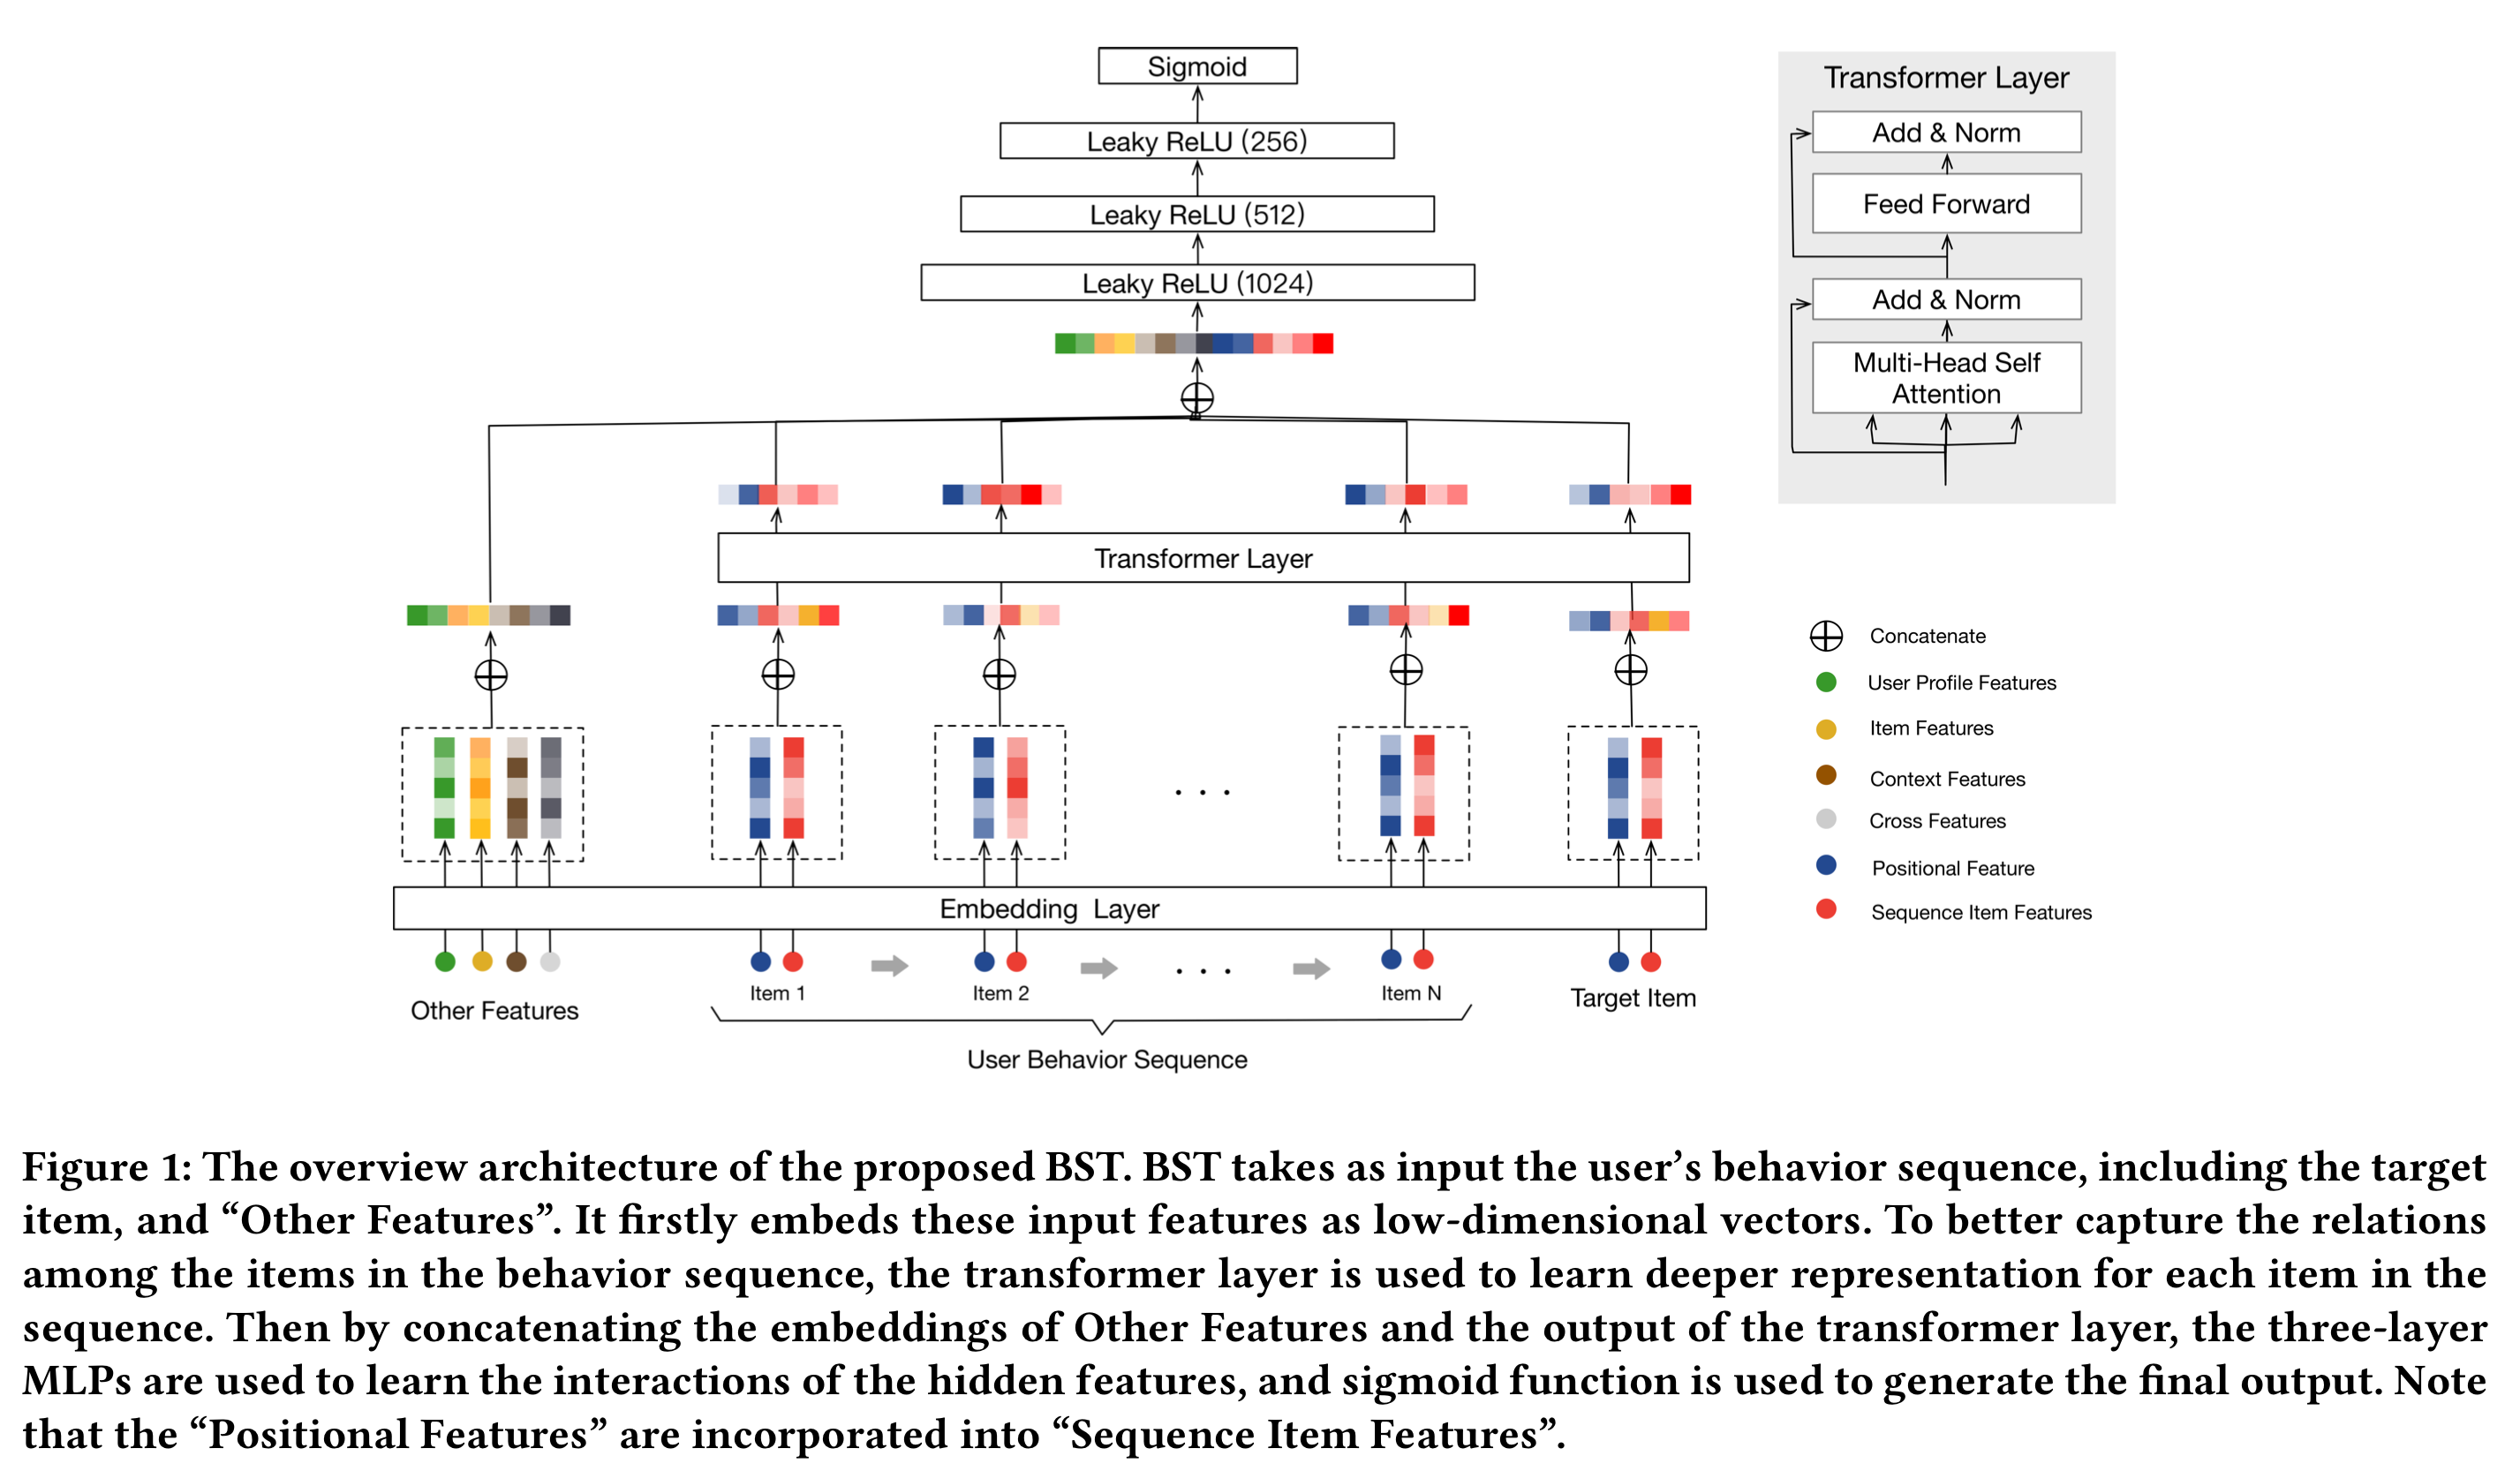 Sigmoid
Leaky ReLU (256)
Leaky ReLU (512)
Leaky ReLU (1024)
Transformer Layer
Embedding Layer
Item 1
Item 2
Item N
Other Features
Target Item
User Behavior Sequence
Transformer Layer
Add & Norm
Feed Forward
Add & Norm
Multi-Head Self
Attention
Concatenate
User Profile Features
Item Features
Context Features
Cross Features
Positional Feature
Sequence Item Features
Figure 1: The overview architecture of the proposed BST. BST takes as input the user’s behavior sequence, including the target
item, and “Other Features”. It firstly embeds these input features as low-dimensional vectors. To better capture the relations
among the items in the behavior sequence, the transformer layer is used to learn deeper representation for each item in the
sequence. Then by concatenating the embeddings of Other Features and the output of the transformer layer, the three-layer
MLPs are used to learn the interactions of the hidden features, and sigmoid function is used to generate the final output. Note
that the “Positional Features” are incorporated into “Sequence Item Features”.